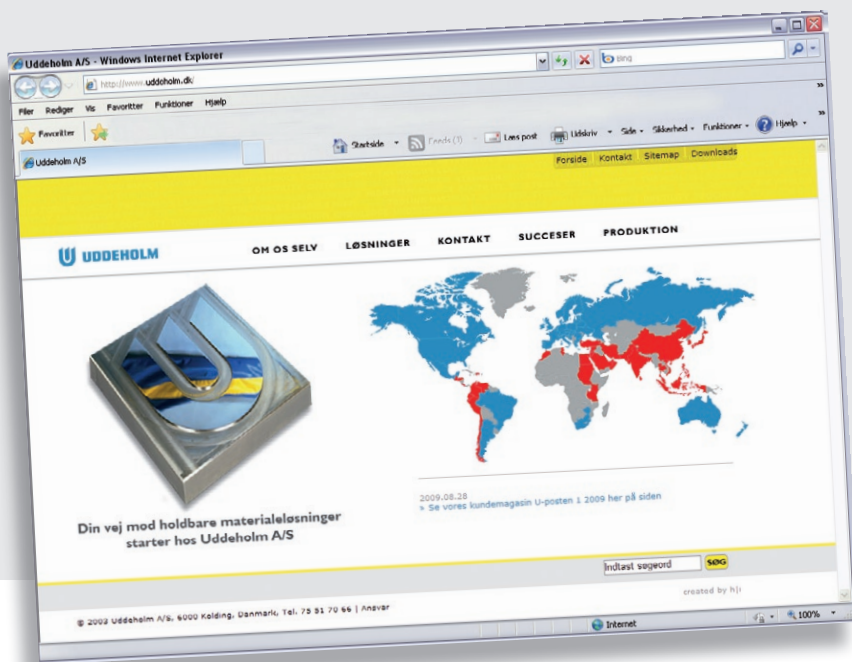 Uddeholm A/S - Windows Internet Explorer
http://www.uddeholm.dk
Bing
Filer Rediger Vis Favoritter Funktioner Hjælp
Favoritter
Startside Feeds (1) Læs post Udskriv Side Sikkerhed Funktioner Hjælp
Uddeholm A/S
Forside Kontakt Sitemap Downloads
UDDEHOLM OM OS SELV LØSNINGER KONTAKT SUCCESER PRODUKTION
2009.08.28
» Se vores kundemagasin U-posten 1 2009 her på siden
Din vej mod holdbare materialeløsninger
starter hos Uddeholm A/S
Indtast søgeord SØG
© 2003 Uddeholm A/S, 6000 Kolding, Danmark, Tel. 75 51 70 66 | Ansvar
created by
Internet 100%